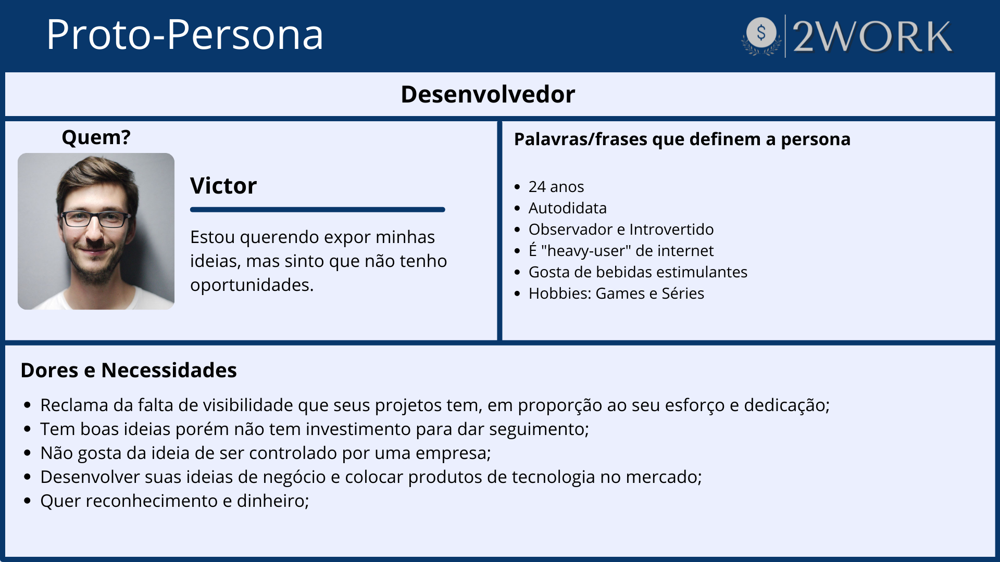 Proto-Persona
$ 2WORK
Desenvolvedor
Quem?
Victor
Estou querendo expor minhas
ideias, mas sinto que não tenho
oportunidades.
Palavras/frases que definem a persona
• 24 anos
• Autodidata
• Observador e Introvertido
• É "heavy-user" de internet
• Gosta de bebidas estimulantes
• Hobbies: Games e Séries
Dores e Necessidades
• Reclama da falta de visibilidade que seus projetos tem, em proporção ao seu esforço e dedicação;
• Tem boas ideias porém não tem investimento para dar seguimento;
• Não gosta da ideia de ser controlado por uma empresa;
• Desenvolver suas ideias de negócio e colocar produtos de tecnologia no mercado;
• Quer reconhecimento e dinheiro;